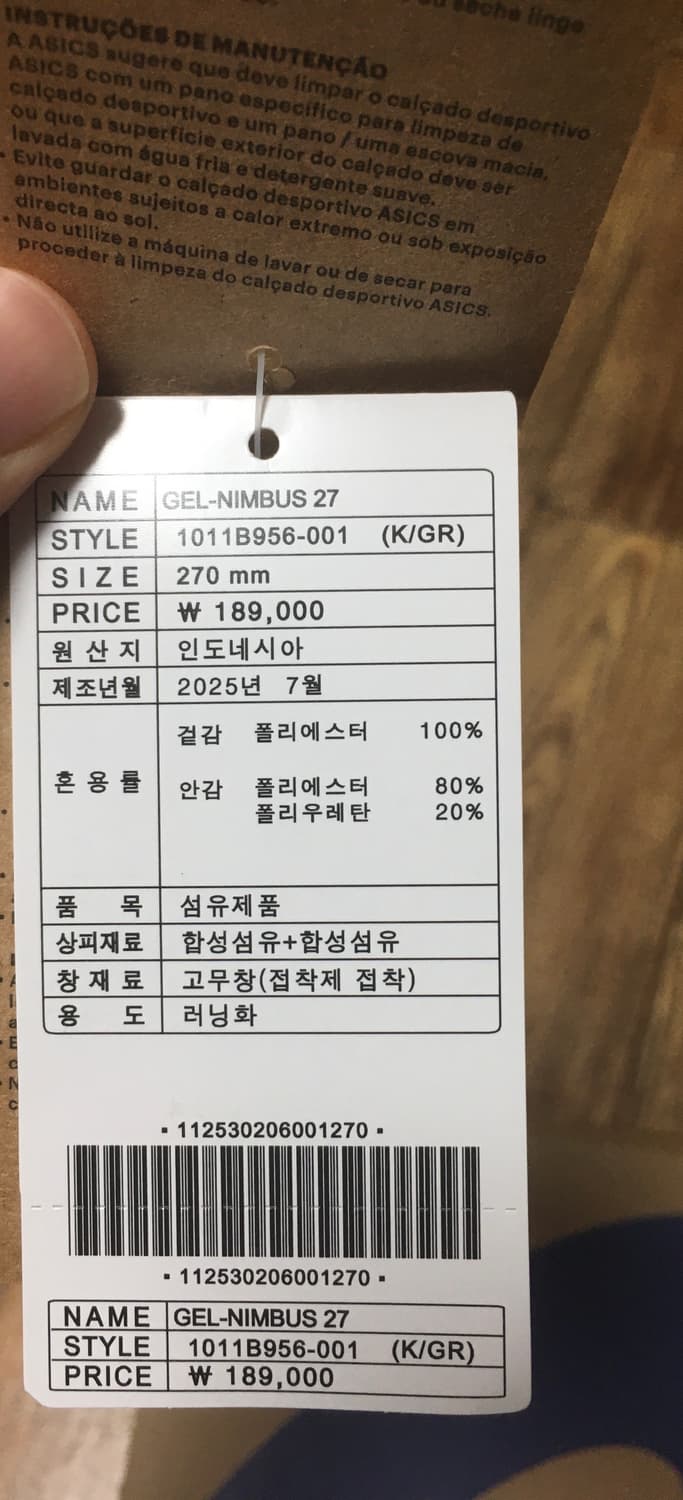 seche linge
INSTRUÇÕES DE MANUTENÇÃO
A ASICS sugere que deve limpar o calçado desportivo
ASICS com um pano específico para limpeza de
calçado desportivo e um pano / uma escova macia,
ou que a superfície exterior do calçado deve ser
lavada com água fria e detergente suave.
• Evite guardar o calçado desportivo ASICS em
ambientes sujeitos a calor extremo ou sob exposição
directa ao sol.
• Não utilize a máquina de lavar ou de secar para
proceder à limpeza do calçado desportivo ASICS.
NAME GEL-NIMBUS 27
STYLE 1011B956-001 (K/GR)
SIZE 270 mm
PRICE ₩ 189,000
원산지 인도네시아
제조년월 2025년 7월
혼용률
겉감 폴리에스터 100%
안감 폴리에스터 80%
폴리우레탄 20%
품목 섬유제품
상피재료 합성섬유+합성섬유
창재료 고무창(접착제 접착)
용도 러닝화
▪ 112530206001270 ▪
▪ 112530206001270 ▪
NAME GEL-NIMBUS 27
STYLE 1011B956-001 (K/GR)
PRICE ₩ 189,000